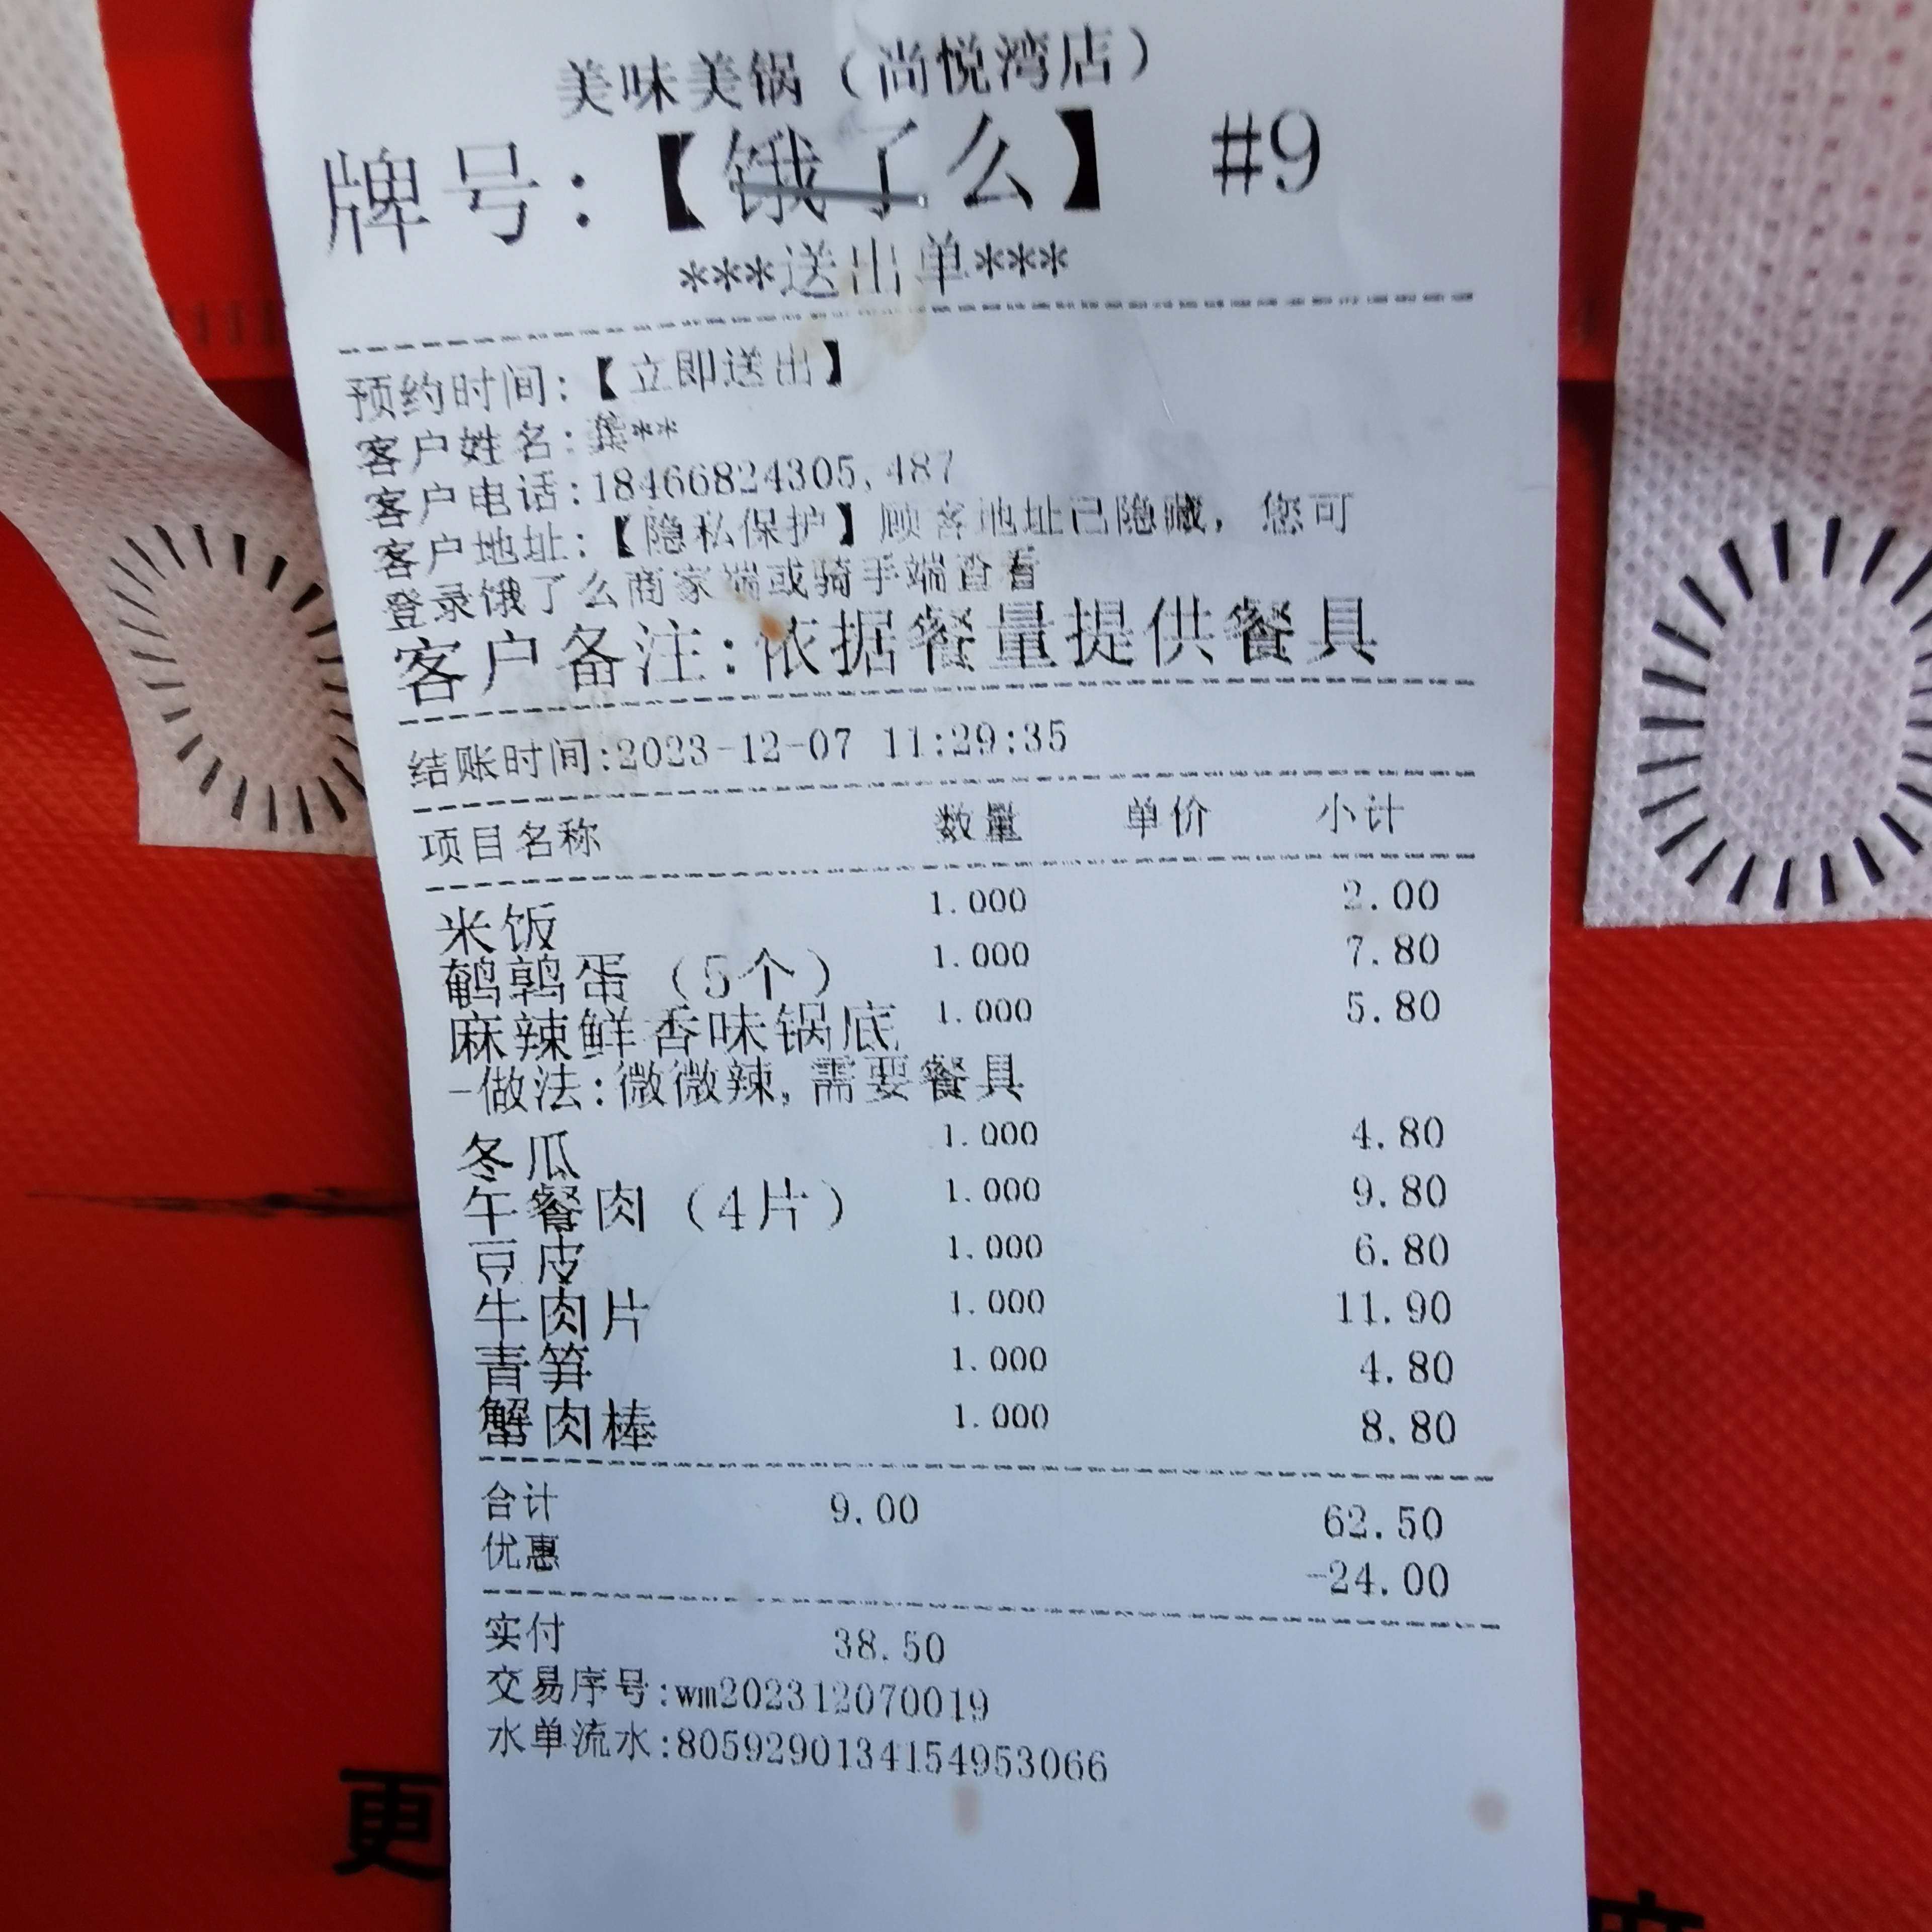 美味美锅（尚悦湾店）
牌号：【饿了么】 #9
***送出单***
预约时间：【立即送出】
客户姓名：龚**
客户电话：18466824305,487
客户地址：【隐私保护】顾客地址已隐藏，您可
登录饿了么商家端或骑手端查看
客户备注：依据餐量提供餐具
结账时间：2023-12-07 11:29:35
项目名称 数量 单价 小计
米饭 1.000 2.00
鹌鹑蛋（5个） 1.000 7.80
麻辣鲜香味锅底 1.000 5.80
-做法：微微辣,需要餐具
冬瓜 1.000 4.80
午餐肉（4片） 1.000 9.80
豆皮 1.000 6.80
牛肉片 1.000 11.90
青笋 1.000 4.80
蟹肉棒 1.000 8.80
合计 9.00 62.50
优惠 -24.00
实付 38.50
交易序号：wm202312070019
水单流水：8059290134154953066
更